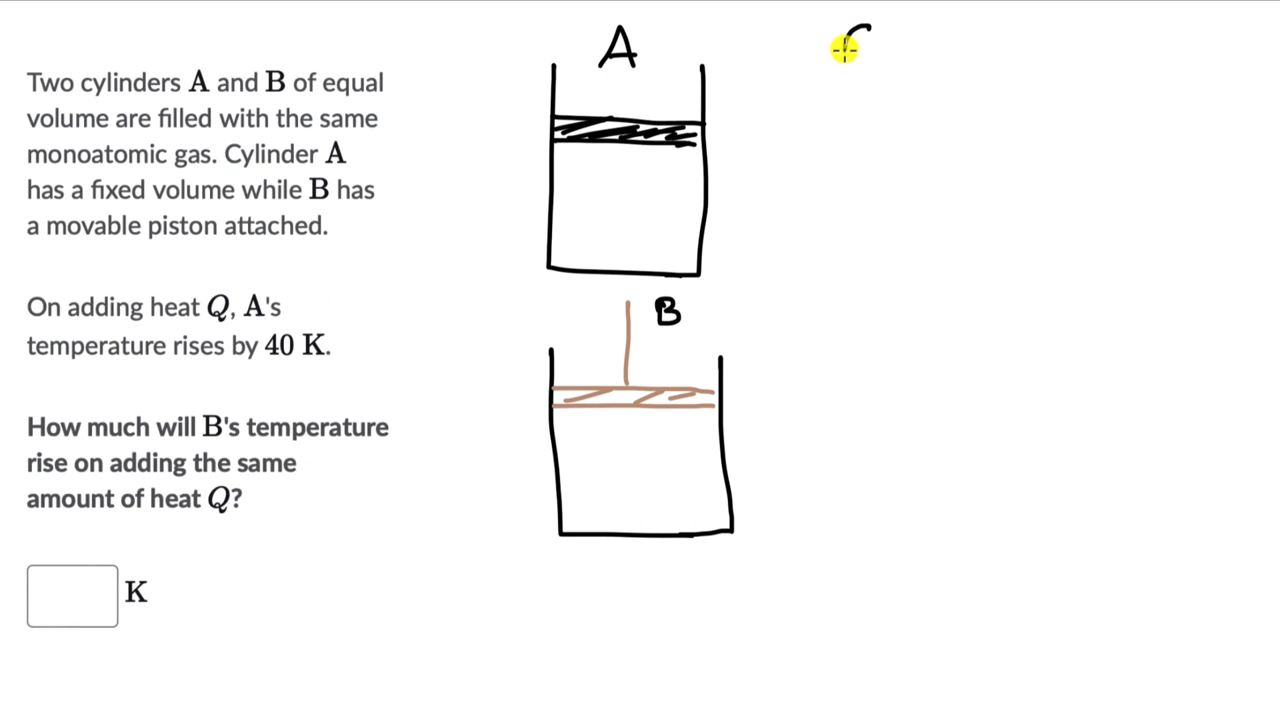 Two cylinders A and B of equal
volume are filled with the same
monoatomic gas. Cylinder A
has a fixed volume while B has
a movable piston attached.
On adding heat Q, A's
temperature rises by 40 K.
How much will B's temperature
rise on adding the same
amount of heat Q?
K
A
B